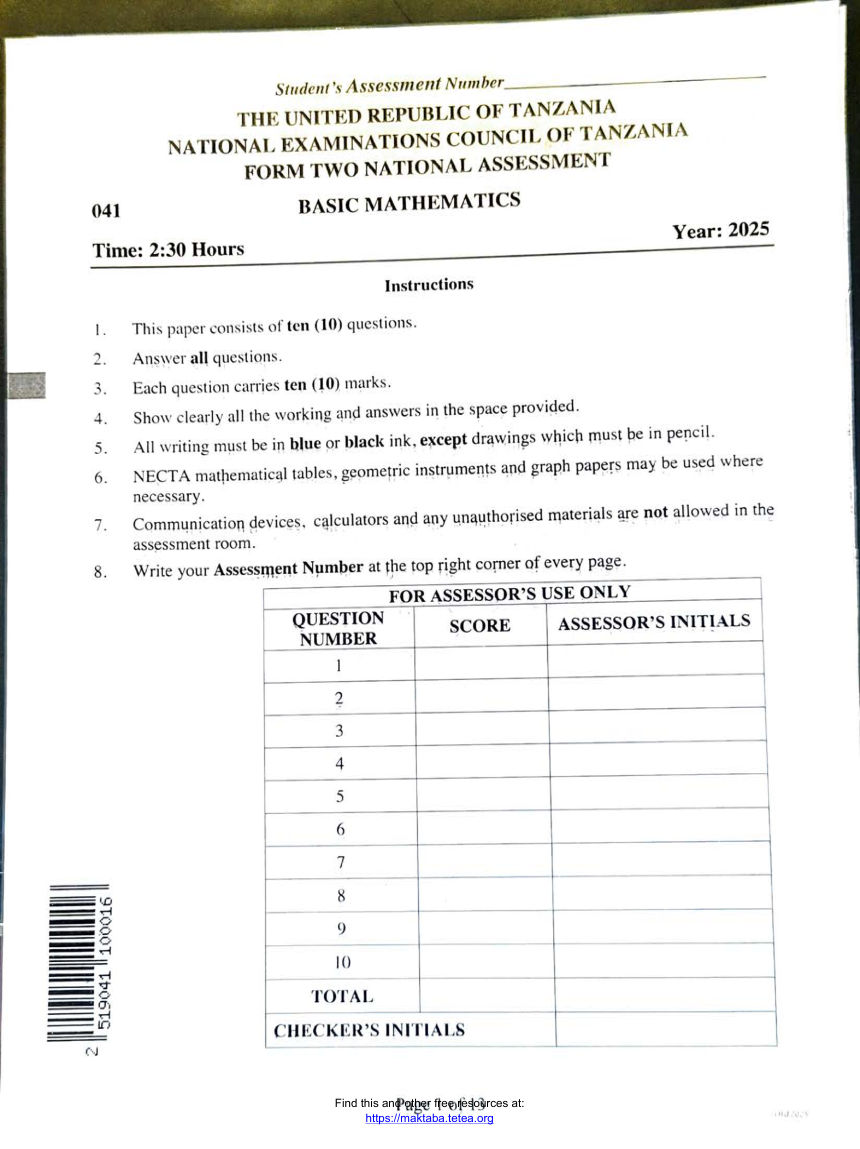 Student's Assessment Number
THE UNITED REPUBLIC OF TANZANIA
NATIONAL EXAMINATIONS COUNCIL OF TANZANIA
FORM TWO NATIONAL ASSESSMENT
041 BASIC MATHEMATICS
Time: 2:30 Hours Year: 2025
Instructions
1. This paper consists of ten (10) questions.
2. Answer all questions.
3. Each question carries ten (10) marks.
4. Show clearly all the working and answers in the space provided.
5. All writing must be in blue or black ink, except drawings which must be in pencil.
6. NECTA mathematical tables, geometric instruments and graph papers may be used where
necessary.
7. Communication devices, calculators and any unauthorised materials are not allowed in the
assessment room.
8. Write your Assessment Number at the top right corner of every page.
FOR ASSESSOR'S USE ONLY
QUESTION
NUMBER SCORE ASSESSOR'S INITIALS
1
2
3
4
5
6
7
8
9
10
TOTAL
CHECKER'S INITIALS
2 519041 100016
Page 1 of 13
Find this and other free resources at:
https://maktaba.tetea.org